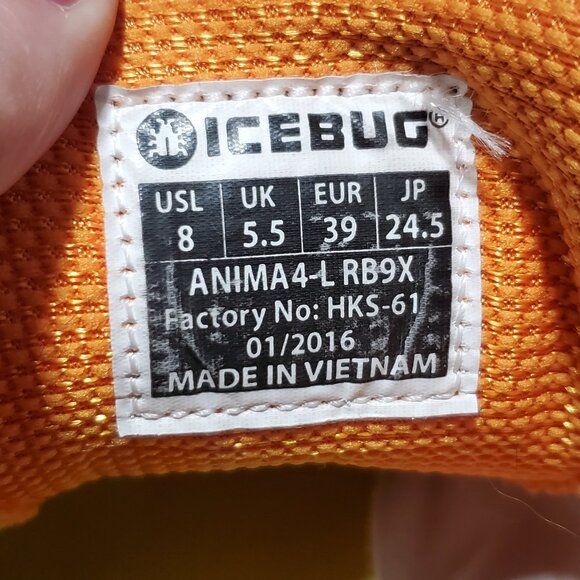 ICEBUG
USL UK EUR JP
8 5.5 39 24.5
ANIMA4-L RB9X
Factory No: HKS-61
01/2016
MADE IN VIETNAM